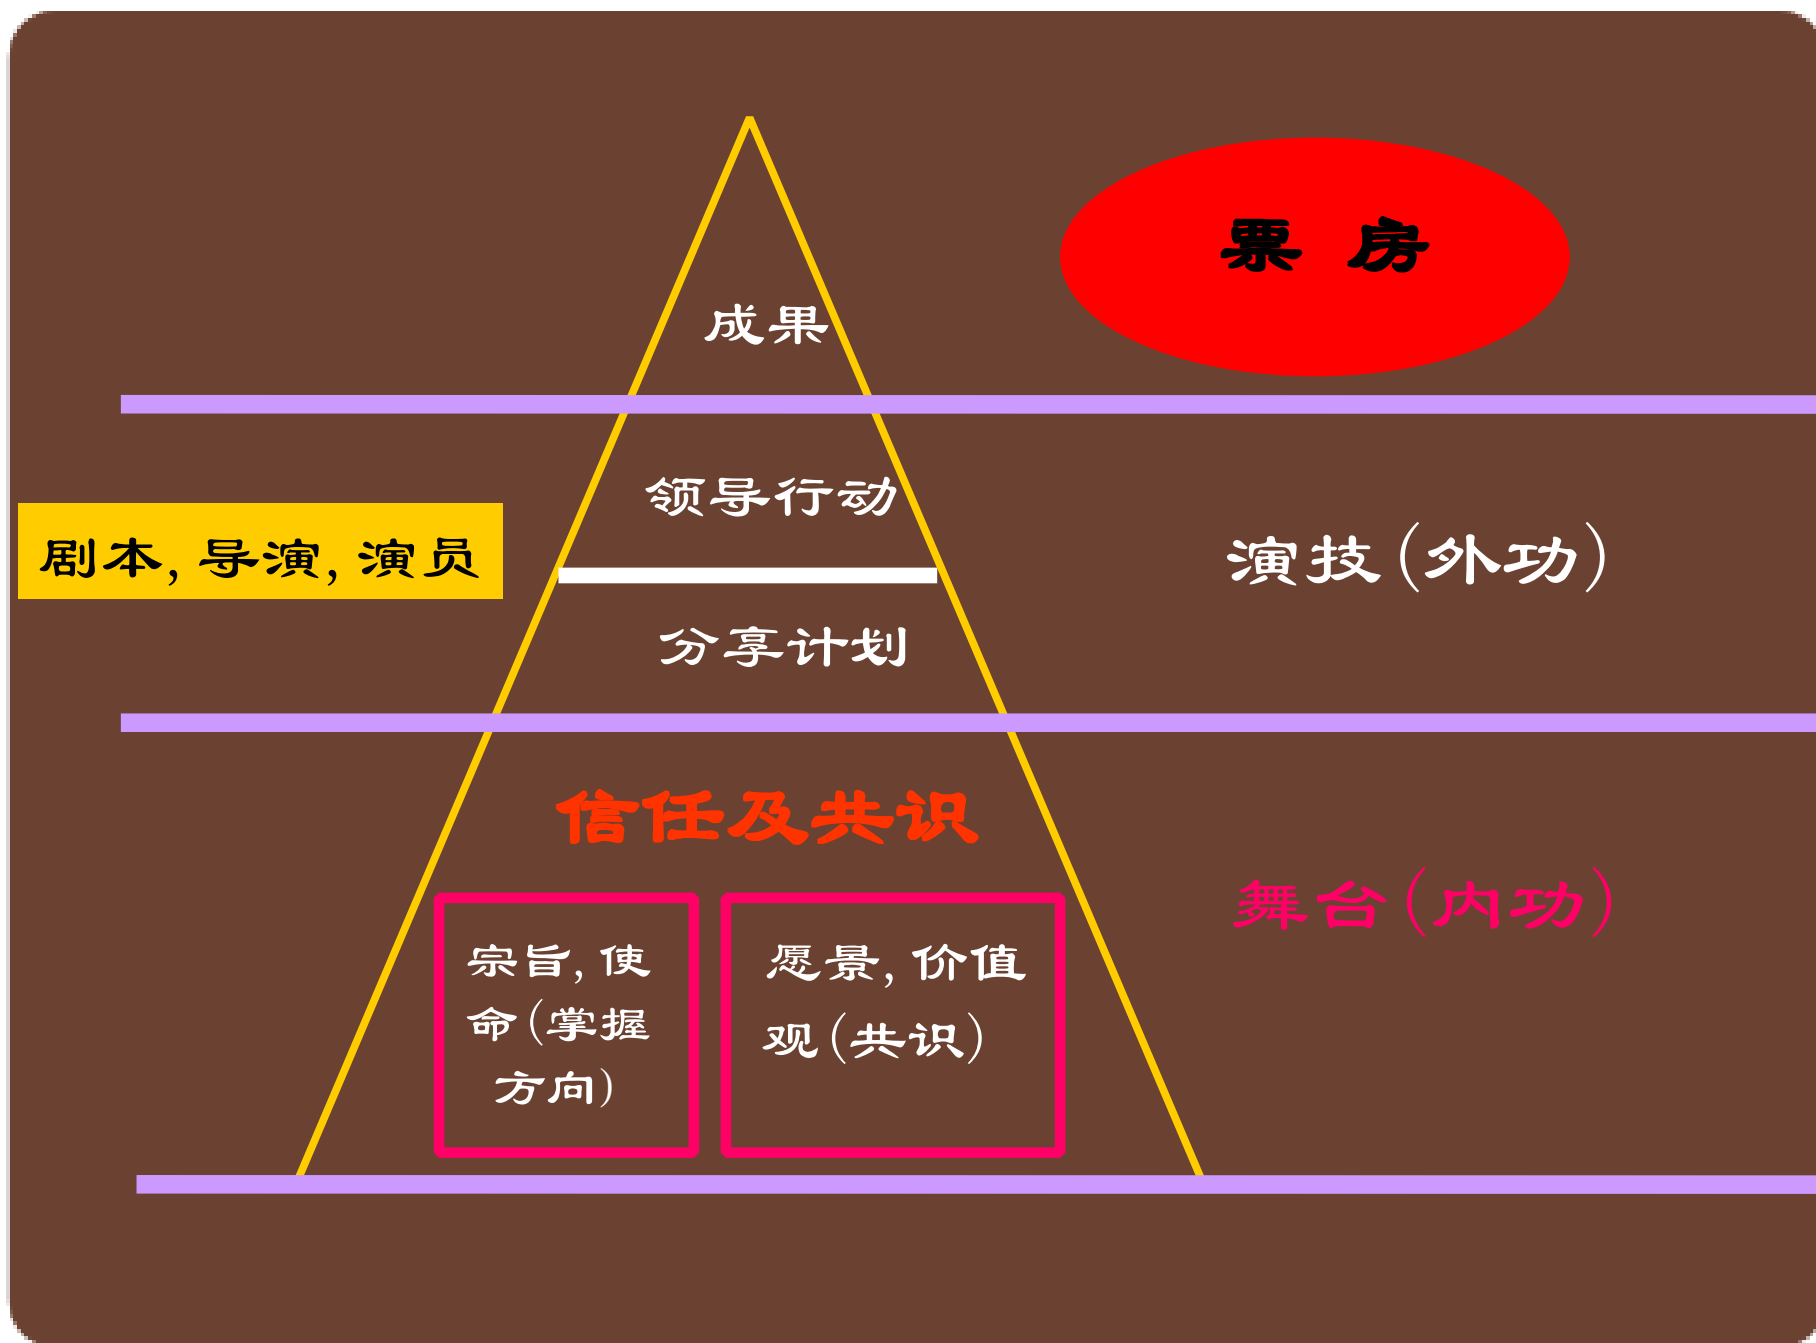 票 房
成果
领导行动
剧本,导演,演员
演技(外功)
分享计划
信任及共识
舞台(内功)
宗旨,使
命(掌握
方向)
愿景,价值
观(共识)